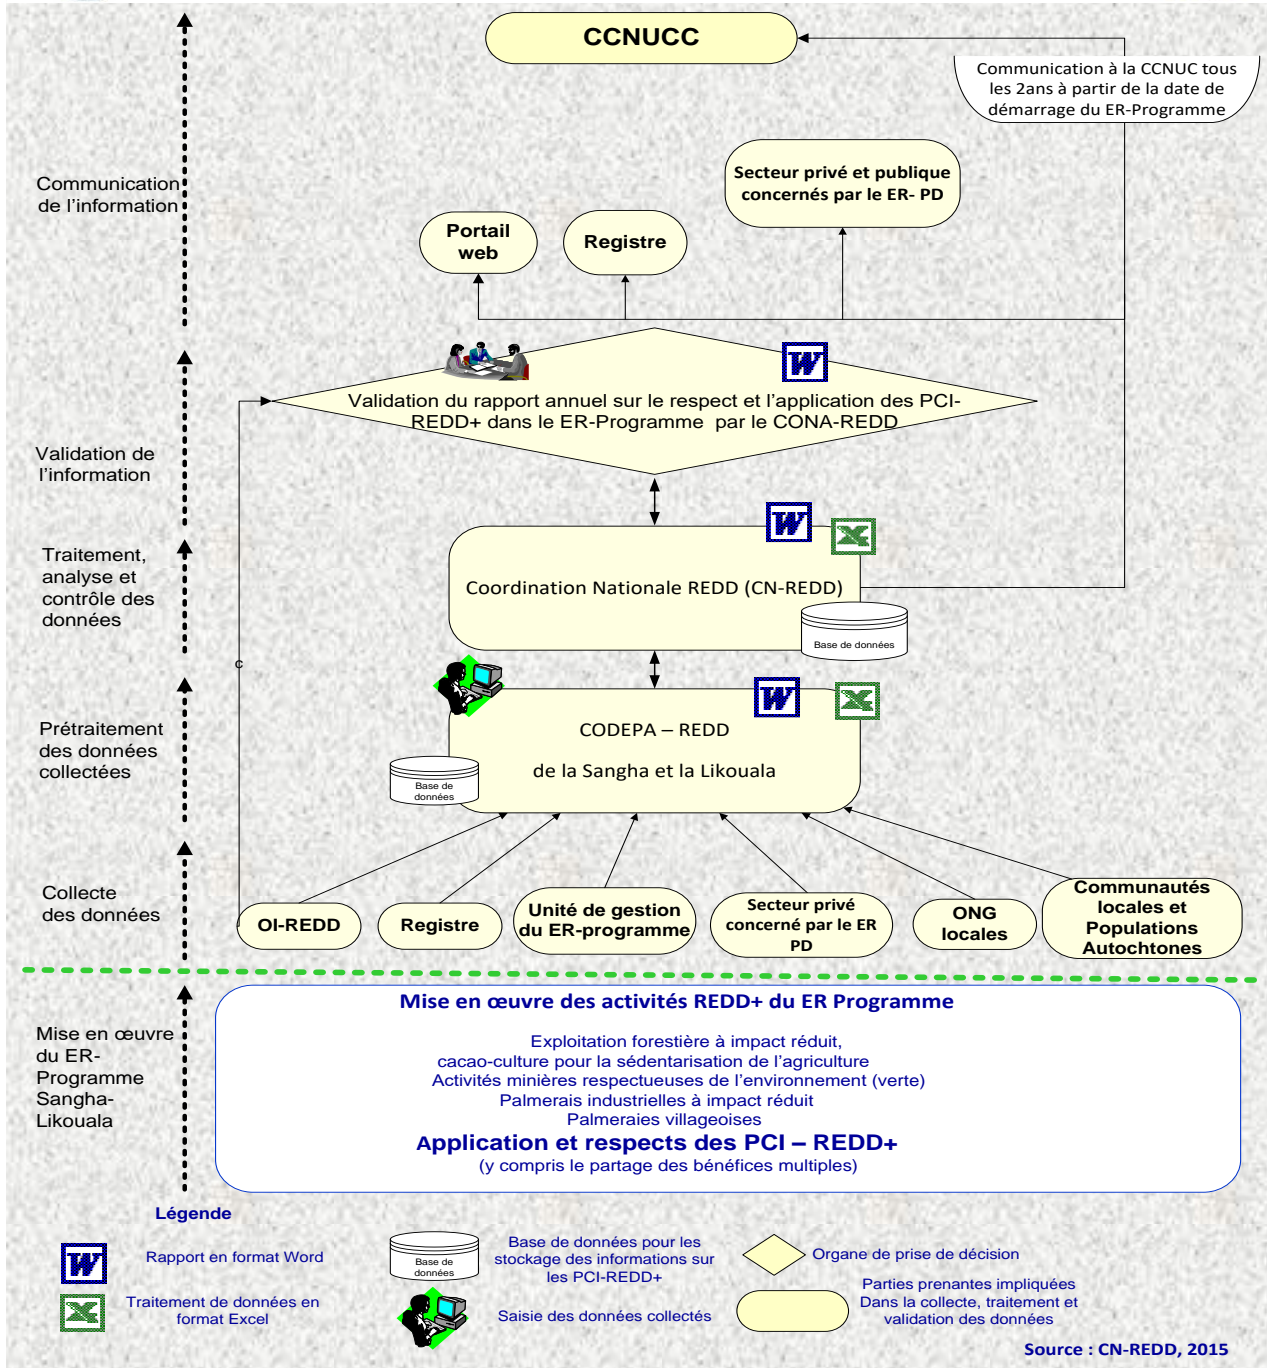 CCNUCC
Communication à la CCNUC tous
les 2ans à partir de la date de
démarrage du ER-Programme
Communication
de l'information
Secteur privé et publique
concernés par le ER- PD
Portail
web
Registre
Validation du rapport annuel sur le respect et l'application des PCI-
REDD+ dans le ER-Programme par le CONA-REDD
Validation de
l'information
Traitement,
analyse et
contrôle des
données
Coordination Nationale REDD (CN-REDD)
Base de données
c
Prétraitement
des données
collectées
CODEPA – REDD
de la Sangha et la Likouala
Base de
données
Collecte
des données
OI-REDD
Registre
Unité de gestion
du ER-programme
Secteur privé
concerné par le ER
PD
ONG
locales
Communautés
locales et
Populations
Autochtones
Mise en œuvre
du ER-
Programme
Sangha-
Likouala
Mise en œuvre des activités REDD+ du ER Programme
Exploitation forestière à impact réduit,
cacao-culture pour la sédentarisation de l'agriculture
Activités minières respectueuses de l'environnement (verte)
Palmerais industrielles à impact réduit
Palmeraies villageoises
Application et respects des PCI – REDD+
(y compris le partage des bénéfices multiples)
Légende
Rapport en format Word
Traitement de données en
format Excel
Base de
données
Base de données pour les
stockage des informations sur
les PCI-REDD+
Saisie des données collectés
Organe de prise de décision
Parties prenantes impliquées
Dans la collecte, traitement et
validation des données
Source : CN-REDD, 2015